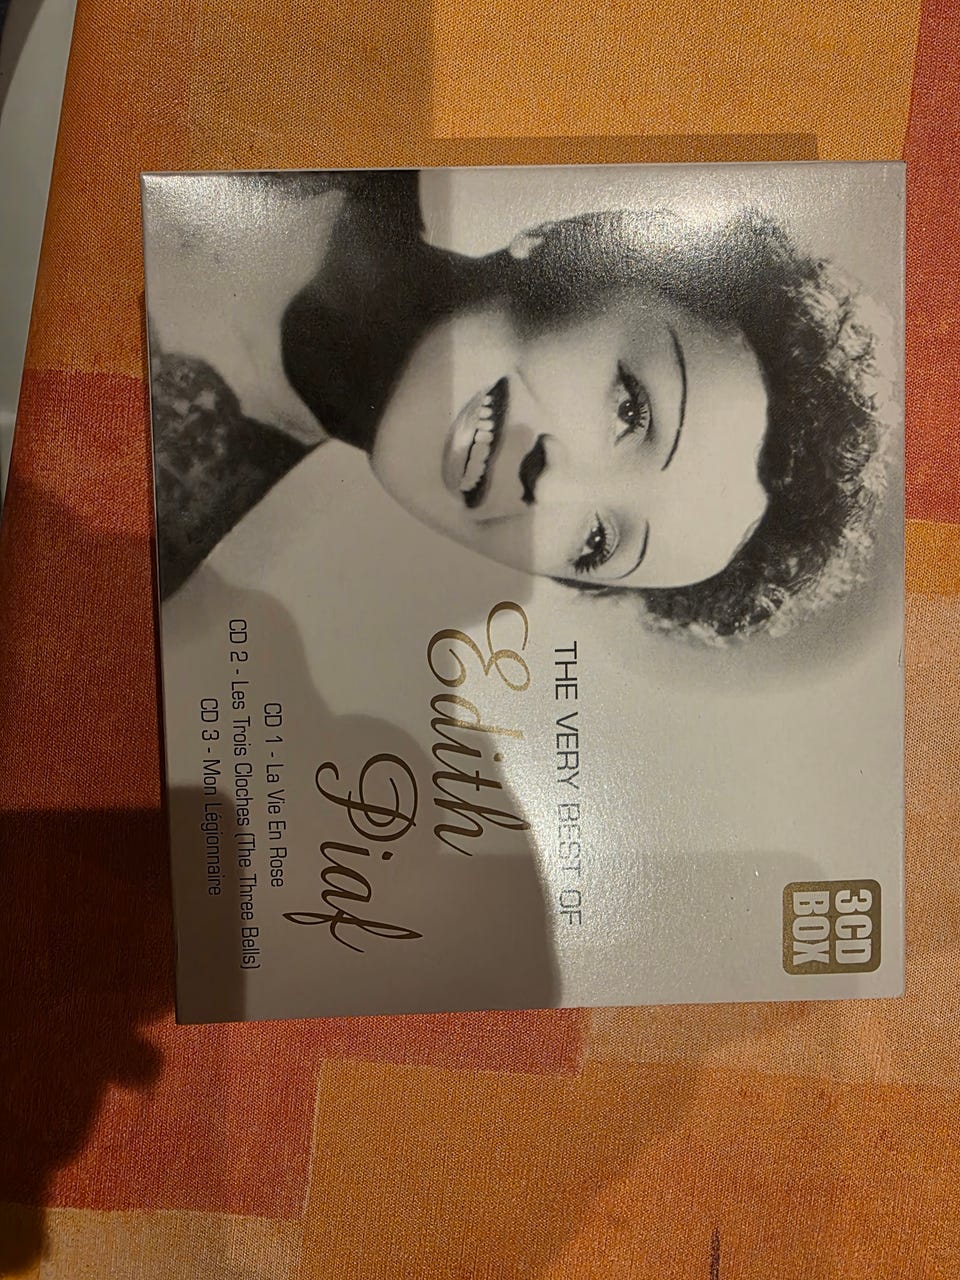 3CD
BOX
THE VERY BEST OF
Edith
Piaf
CD 1 - La Vie En Rose
CD 2 - Les Trois Cloches (The Three Bells)
CD 3 - Mon Légionnaire